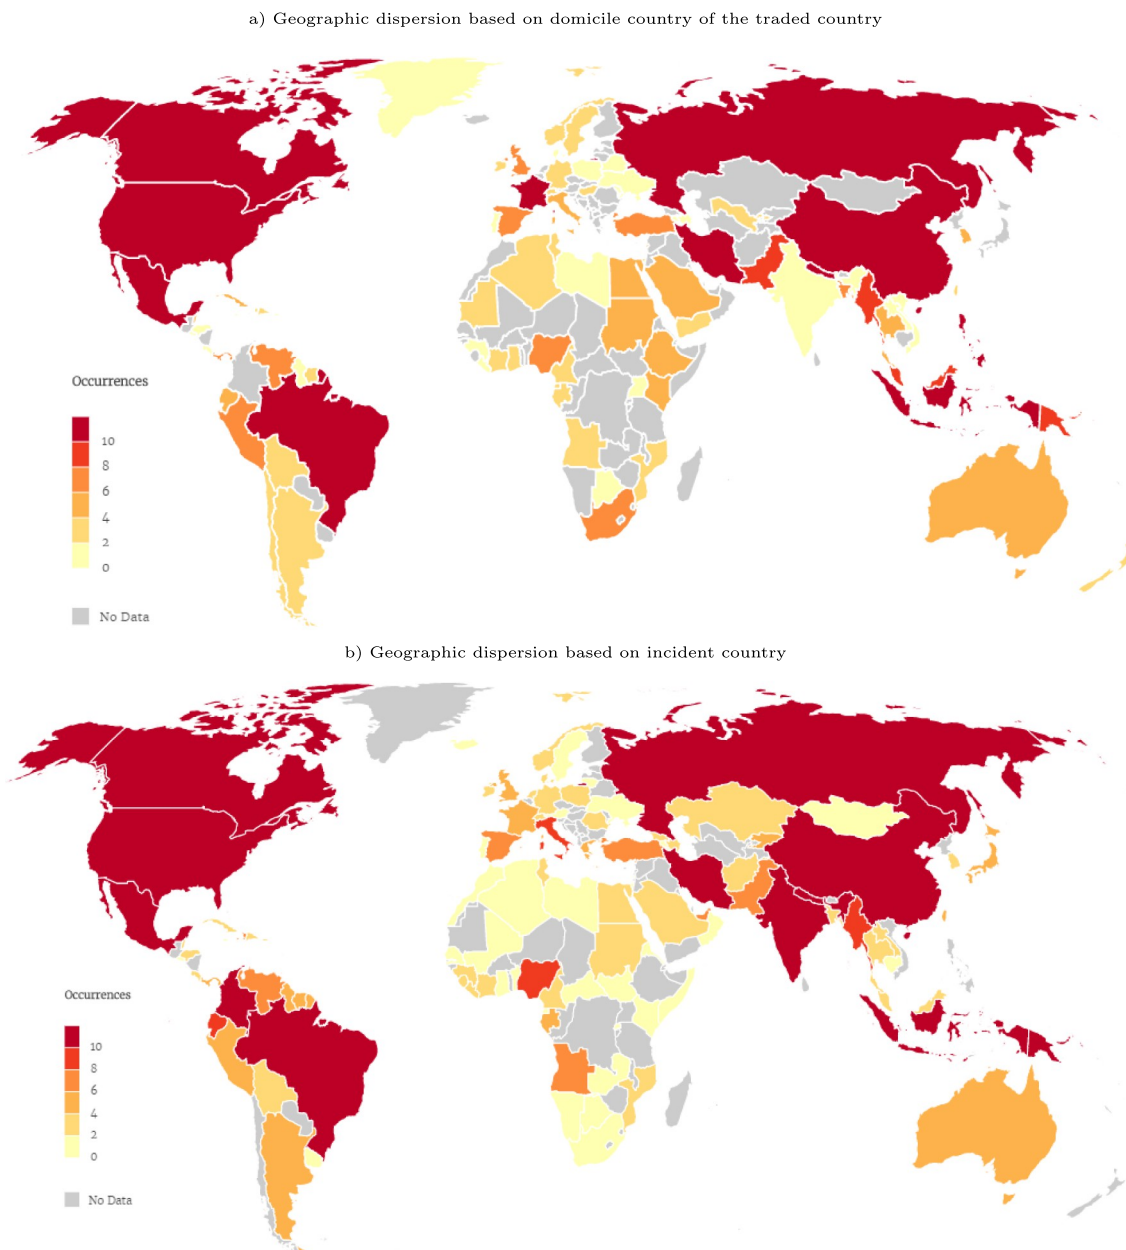 a) Geographic dispersion based on domicile country of the traded country
Occurrences
10
8
6
4
2
0
No Data
b) Geographic dispersion based on incident country
Occurrences
10
8
6
4
2
0
No Data